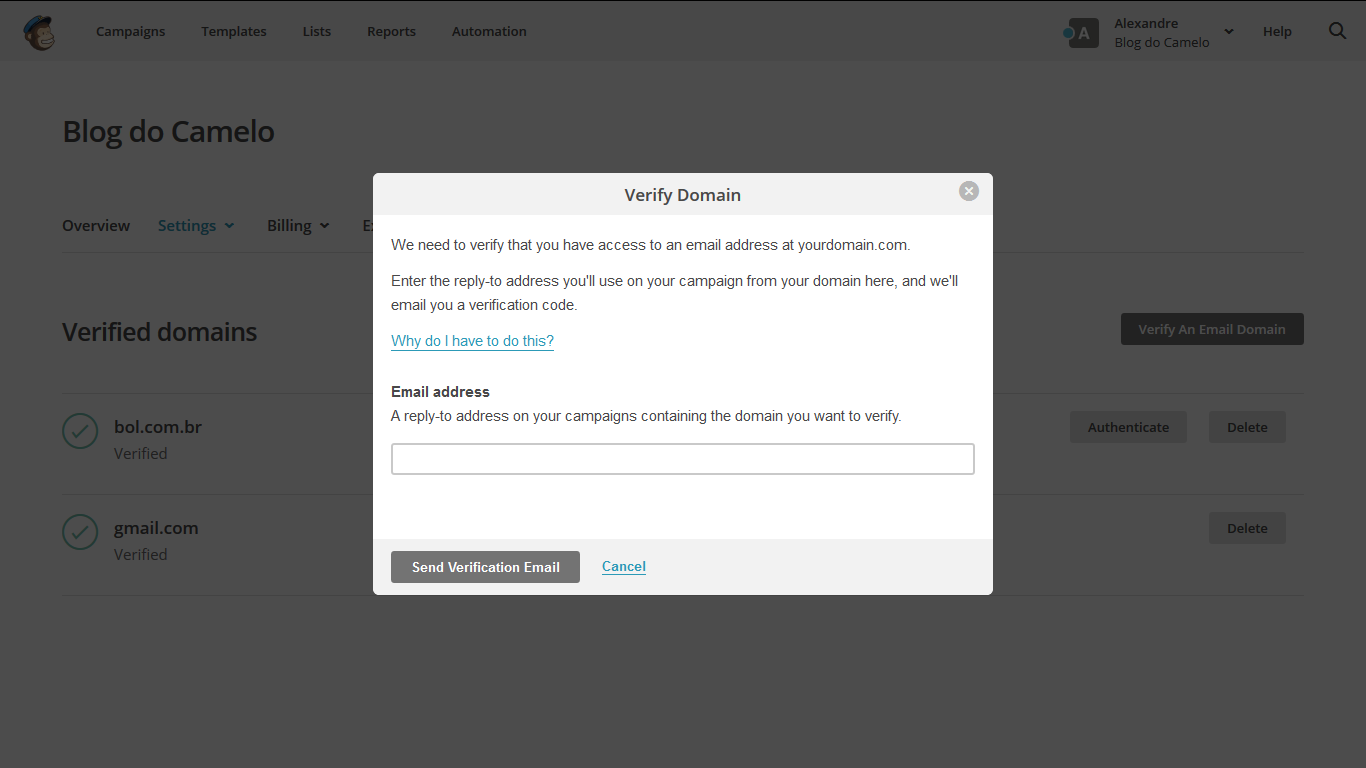 Campaigns Templates Lists Reports Automation
A
Alexandre
Blog do Camelo
Help
Blog do Camelo
Overview Settings Billing
Verify Domain
We need to verify that you have access to an email address at yourdomain.com.
Enter the reply-to address you'll use on your campaign from your domain here, and we'll
email you a verification code.
Why do I have to do this?
Email address
A reply-to address on your campaigns containing the domain you want to verify.
Send Verification Email Cancel
Verified domains
Verify An Email Domain
bol.com.br
Verified
Authenticate Delete
gmail.com
Verified
Delete